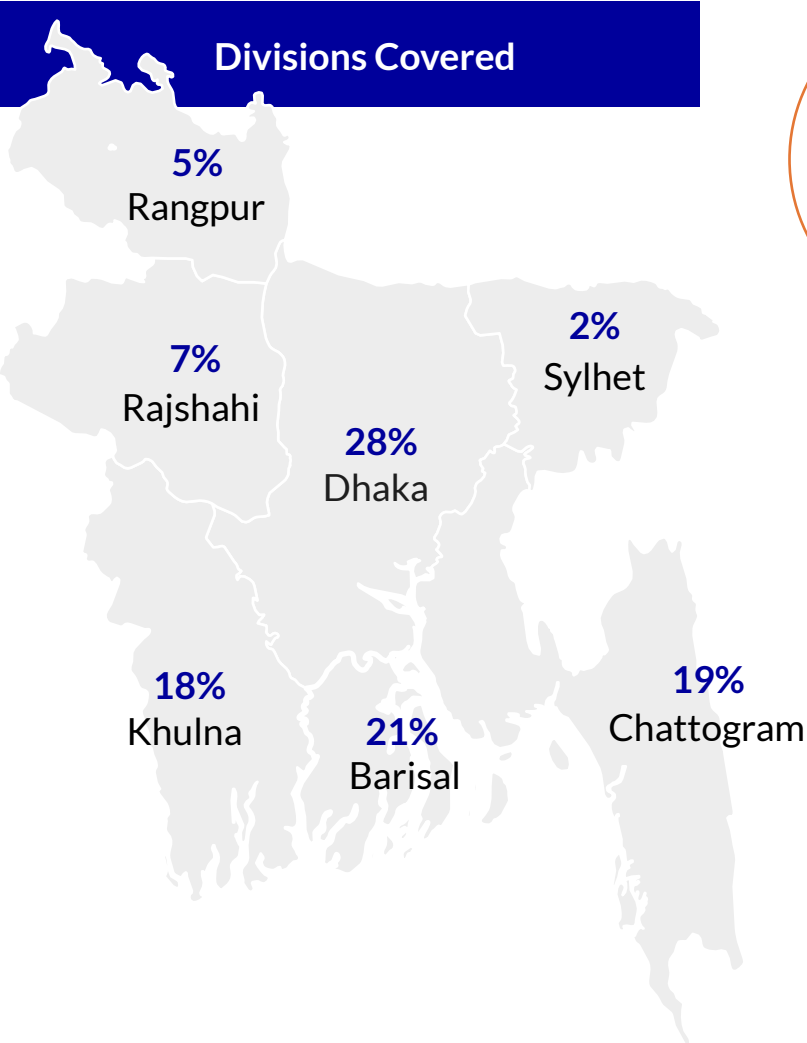 Divisions Covered
5%
Rangpur
2%
Sylhet
7%
Rajshahi
28%
Dhaka
19%
Chattogram
18%
Khulna
21%
Barisal